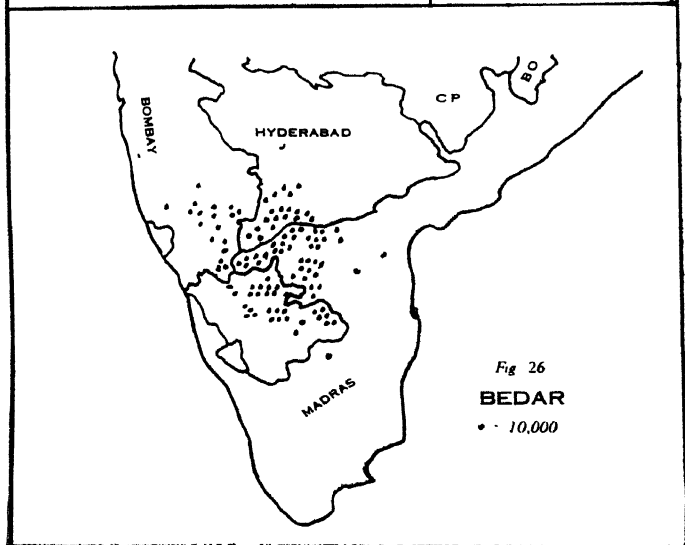 BO
CP
BOMBAY
HYDERABAD
MADRAS
Fig 26
BEDAR
• - 10,000